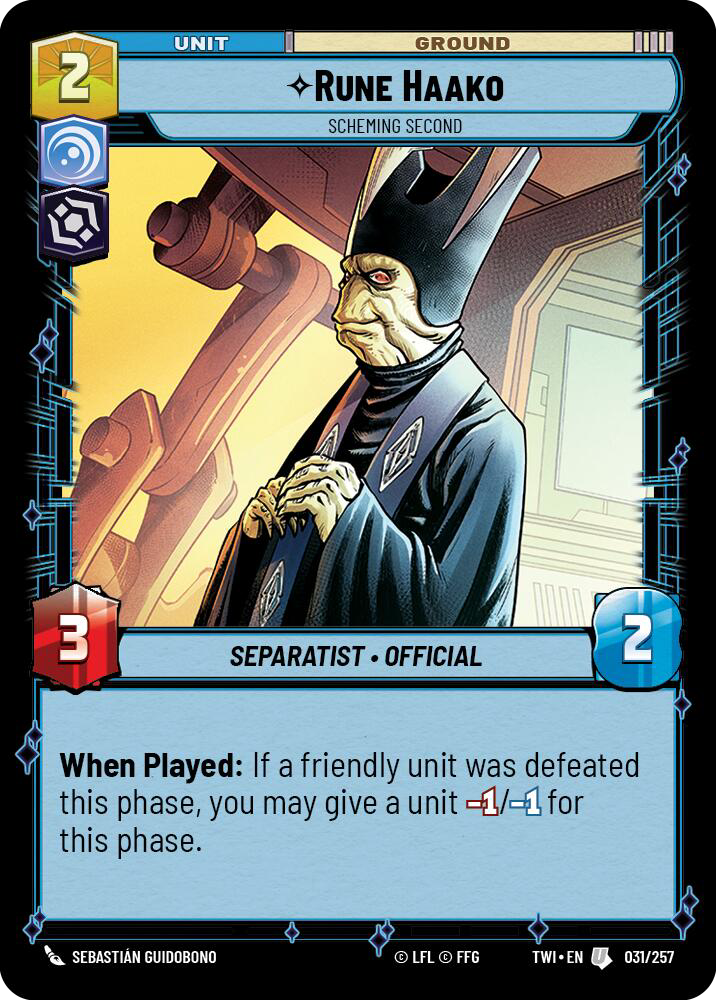 UNIT
GROUND
2
✧RUNE HAAKO
SCHEMING SECOND
3
SEPARATIST • OFFICIAL
2
When Played: If a friendly unit was defeated
this phase, you may give a unit -1/-1 for
this phase.
SEBASTIÁN GUIDOBONO
© LFL © FFG
TWI • EN
U
031/257